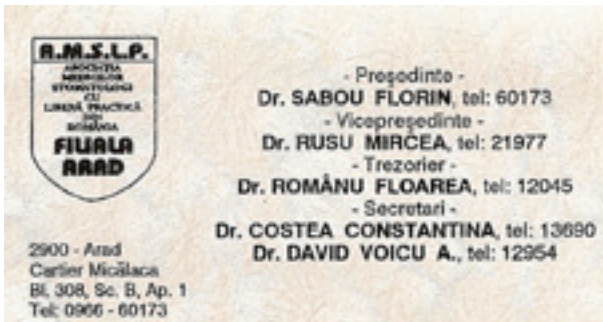 A.M.S.L.P.
ASOCIAȚIA
MEDICILOR
STOMATOLOGI
CU
LIBERĂ PRACTICĂ
DIN
ROMÂNIA
FILIALA
ARAD
2900 - Arad
Cartier Micălaca
Bl, 308, Sc. B, Ap. 1
Tel: 0966 - 60173
- Preşedinte -
Dr. SABOU FLORIN, tel: 60173
- Vicepreşedinte -
Dr. RUSU MIRCEA, tel: 21977
- Trezorier -
Dr. ROMÂNU FLOAREA, tel: 12045
- Secretari -
Dr. COSTEA CONSTANTINA, tel: 13690
Dr. DAVID VOICU A., tel: 12954